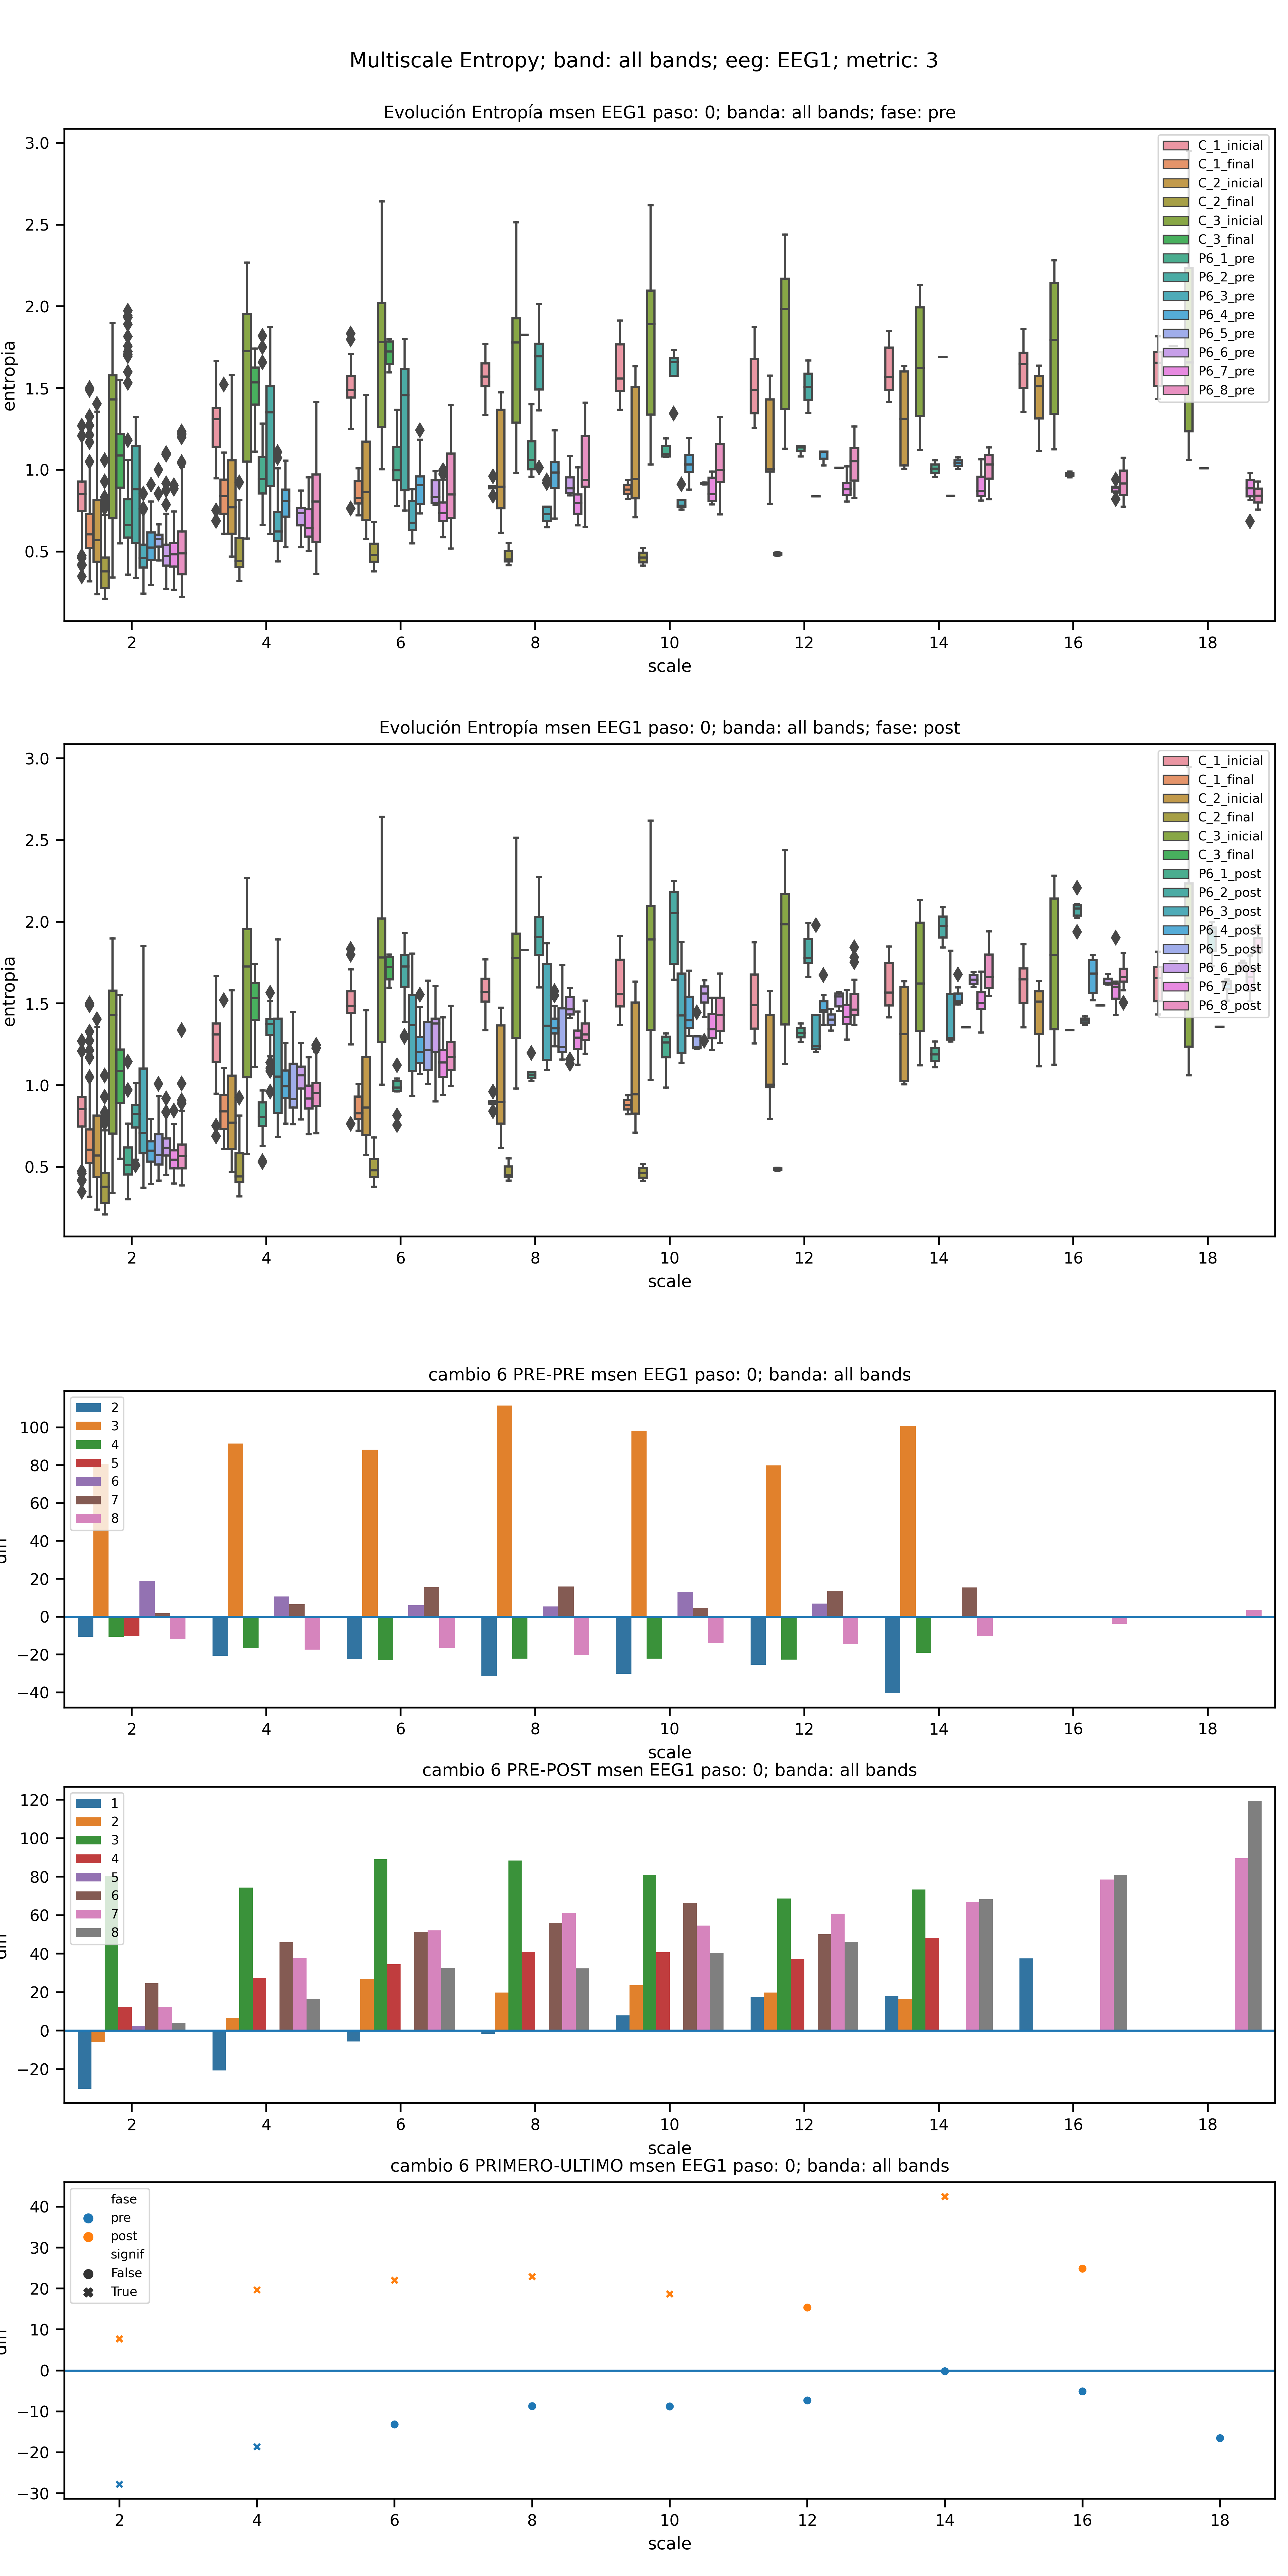 Multiscale Entropy; band: all bands; eeg: EEG1; metric: 3
Evolución Entropía msen EEG1 paso: 0; banda: all bands; fase: pre
3.0
2.5
2.0
1.5
1.0
0.5
entropia
C_1_inicial
C_1_final
C_2_inicial
C_2_final
C_3_inicial
C_3_final
P6_1_pre
P6_2_pre
P6_3_pre
P6_4_pre
P6_5_pre
P6_6_pre
P6_7_pre
P6_8_pre
2 4 6 8 10 12 14 16 18
scale
Evolución Entropía msen EEG1 paso: 0; banda: all bands; fase: post
3.0
2.5
2.0
1.5
1.0
0.5
entropia
C_1_inicial
C_1_final
C_2_inicial
C_2_final
C_3_inicial
C_3_final
P6_1_post
P6_2_post
P6_3_post
P6_4_post
P6_5_post
P6_6_post
P6_7_post
P6_8_post
2 4 6 8 10 12 14 16 18
scale
cambio 6 PRE-PRE msen EEG1 paso: 0; banda: all bands
100
80
60
40
20
0
−20
−40
2
3
4
5
6
7
8
2 4 6 8 10 12 14 16 18
scale
cambio 6 PRE-POST msen EEG1 paso: 0; banda: all bands
120
100
80
60
40
20
0
−20
1
2
3
4
5
6
7
8
2 4 6 8 10 12 14 16 18
scale
cambio 6 PRIMERO-ULTIMO msen EEG1 paso: 0; banda: all bands
40
30
20
10
0
−10
−20
−30
fase
pre
post
signif
False
True
2 4 6 8 10 12 14 16 18
scale